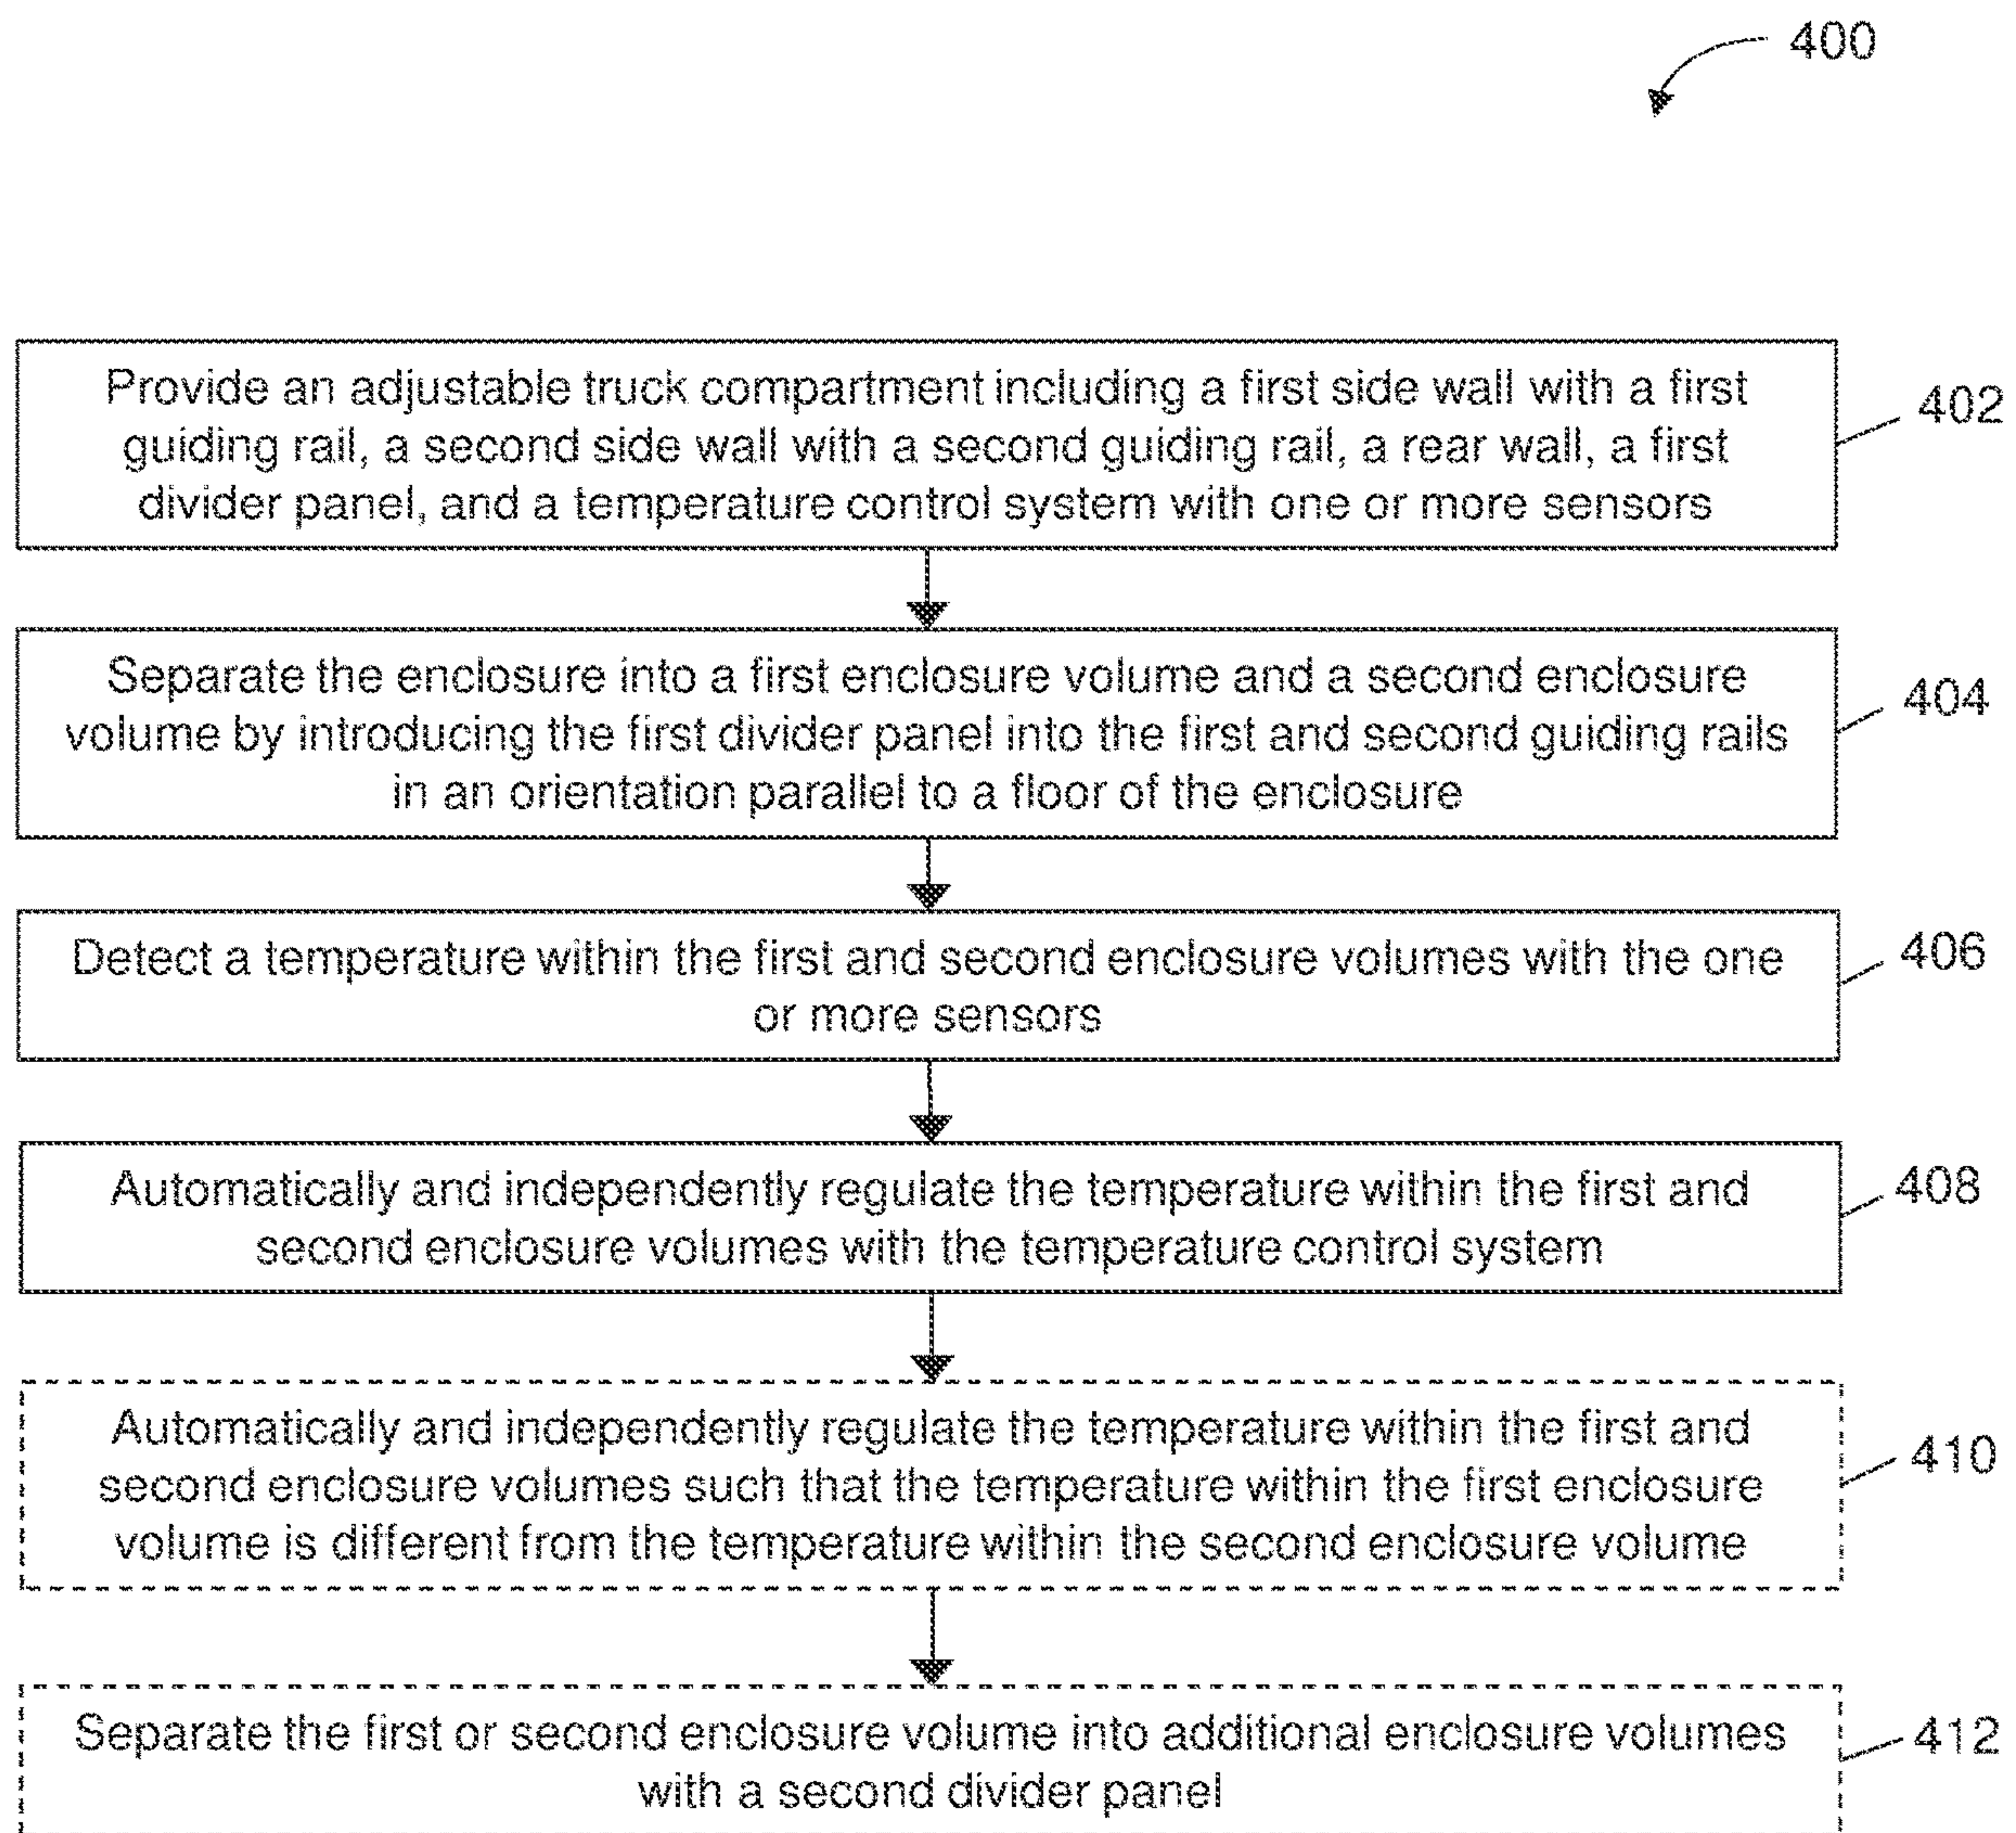 400
Provide an adjustable truck compartment including a first side wall with a first
guiding rail, a second side wall with a second guiding rail, a rear wall, a first
divider panel, and a temperature control system with one or more sensors
402
Separate the enclosure into a first enclosure volume and a second enclosure
volume by introducing the first divider panel into the first and second guiding rails
in an orientation parallel to a floor of the enclosure
404
Detect a temperature within the first and second enclosure volumes with the one
or more sensors
406
Automatically and independently regulate the temperature within the first and
second enclosure volumes with the temperature control system
408
Automatically and independently regulate the temperature within the first and
second enclosure volumes such that the temperature within the first enclosure
volume is different from the temperature within the second enclosure volume
410
Separate the first or second enclosure volume into additional enclosure volumes
with a second divider panel
412